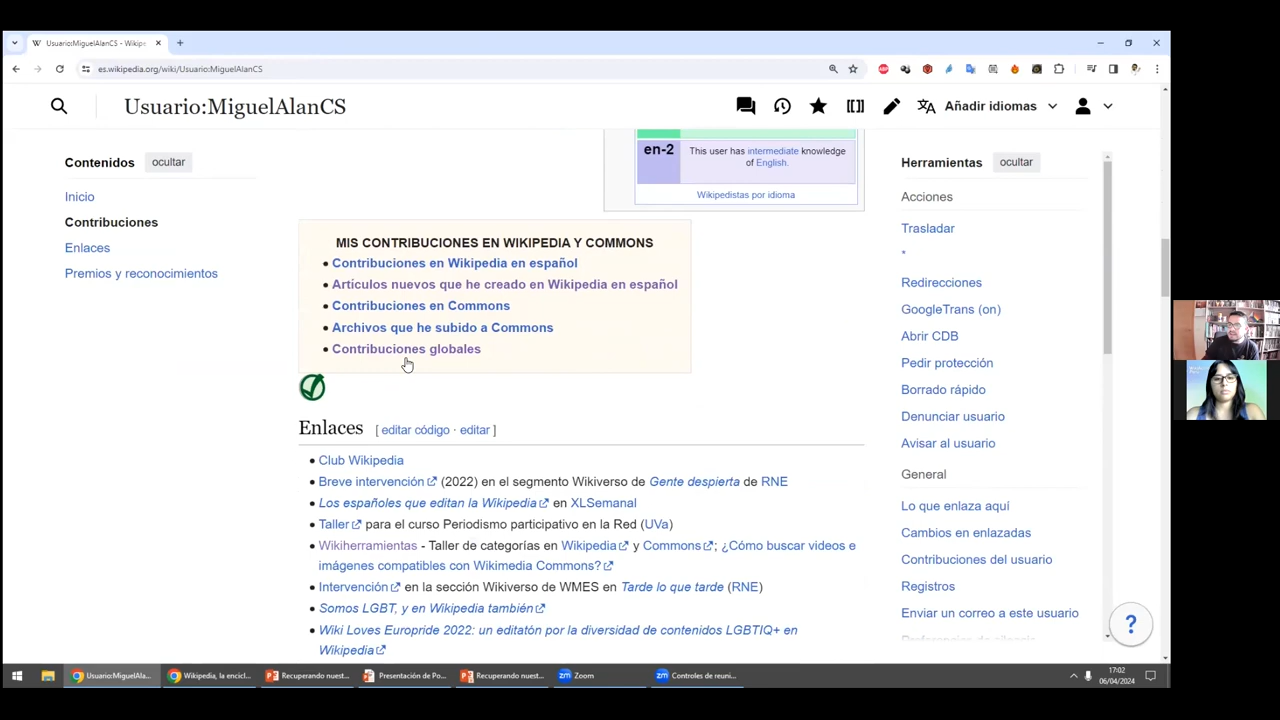 Usuario:MiguelAlanCS - Wikipe
es.wikipedia.org/wiki/Usuario:MiguelAlanCS
Usuario:MiguelAlanCS
Añadir idiomas
Contenidos
ocultar
Inicio
Contribuciones
Enlaces
Premios y reconocimientos
en-2
This user has intermediate knowledge
of English.
Wikipedistas por idioma
MIS CONTRIBUCIONES EN WIKIPEDIA Y COMMONS
Contribuciones en Wikipedia en español
Artículos nuevos que he creado en Wikipedia en español
Contribuciones en Commons
Archivos que he subido a Commons
Contribuciones globales
Enlaces [ editar código · editar ]
Club Wikipedia
Breve intervención (2022) en el segmento Wikiverso de Gente despierta de RNE
Los españoles que editan la Wikipedia en XLSemanal
Taller para el curso Periodismo participativo en la Red (UVa)
Wikiherramientas - Taller de categorías en Wikipedia y Commons; ¿Cómo buscar videos e
imágenes compatibles con Wikimedia Commons?
Intervención en la sección Wikiverso de WMES en Tarde lo que tarde (RNE)
Somos LGBT, y en Wikipedia también
Wiki Loves Europride 2022: un editatón por la diversidad de contenidos LGBTIQ+ en
Wikipedia
Herramientas
ocultar
Acciones
Trasladar
*
Redirecciones
GoogleTrans (on)
Abrir CDB
Pedir protección
Borrado rápido
Denunciar usuario
Avisar al usuario
General
Lo que enlaza aquí
Cambios en enlazadas
Contribuciones del usuario
Registros
Enviar un correo a este usuario
?
Usuario:MiguelAla...
Wikipedia, la encicl...
Recuperando nuest...
Presentación de Po...
Recuperando nuest...
Zoom
Controles de reuni...
17:02
06/04/2024